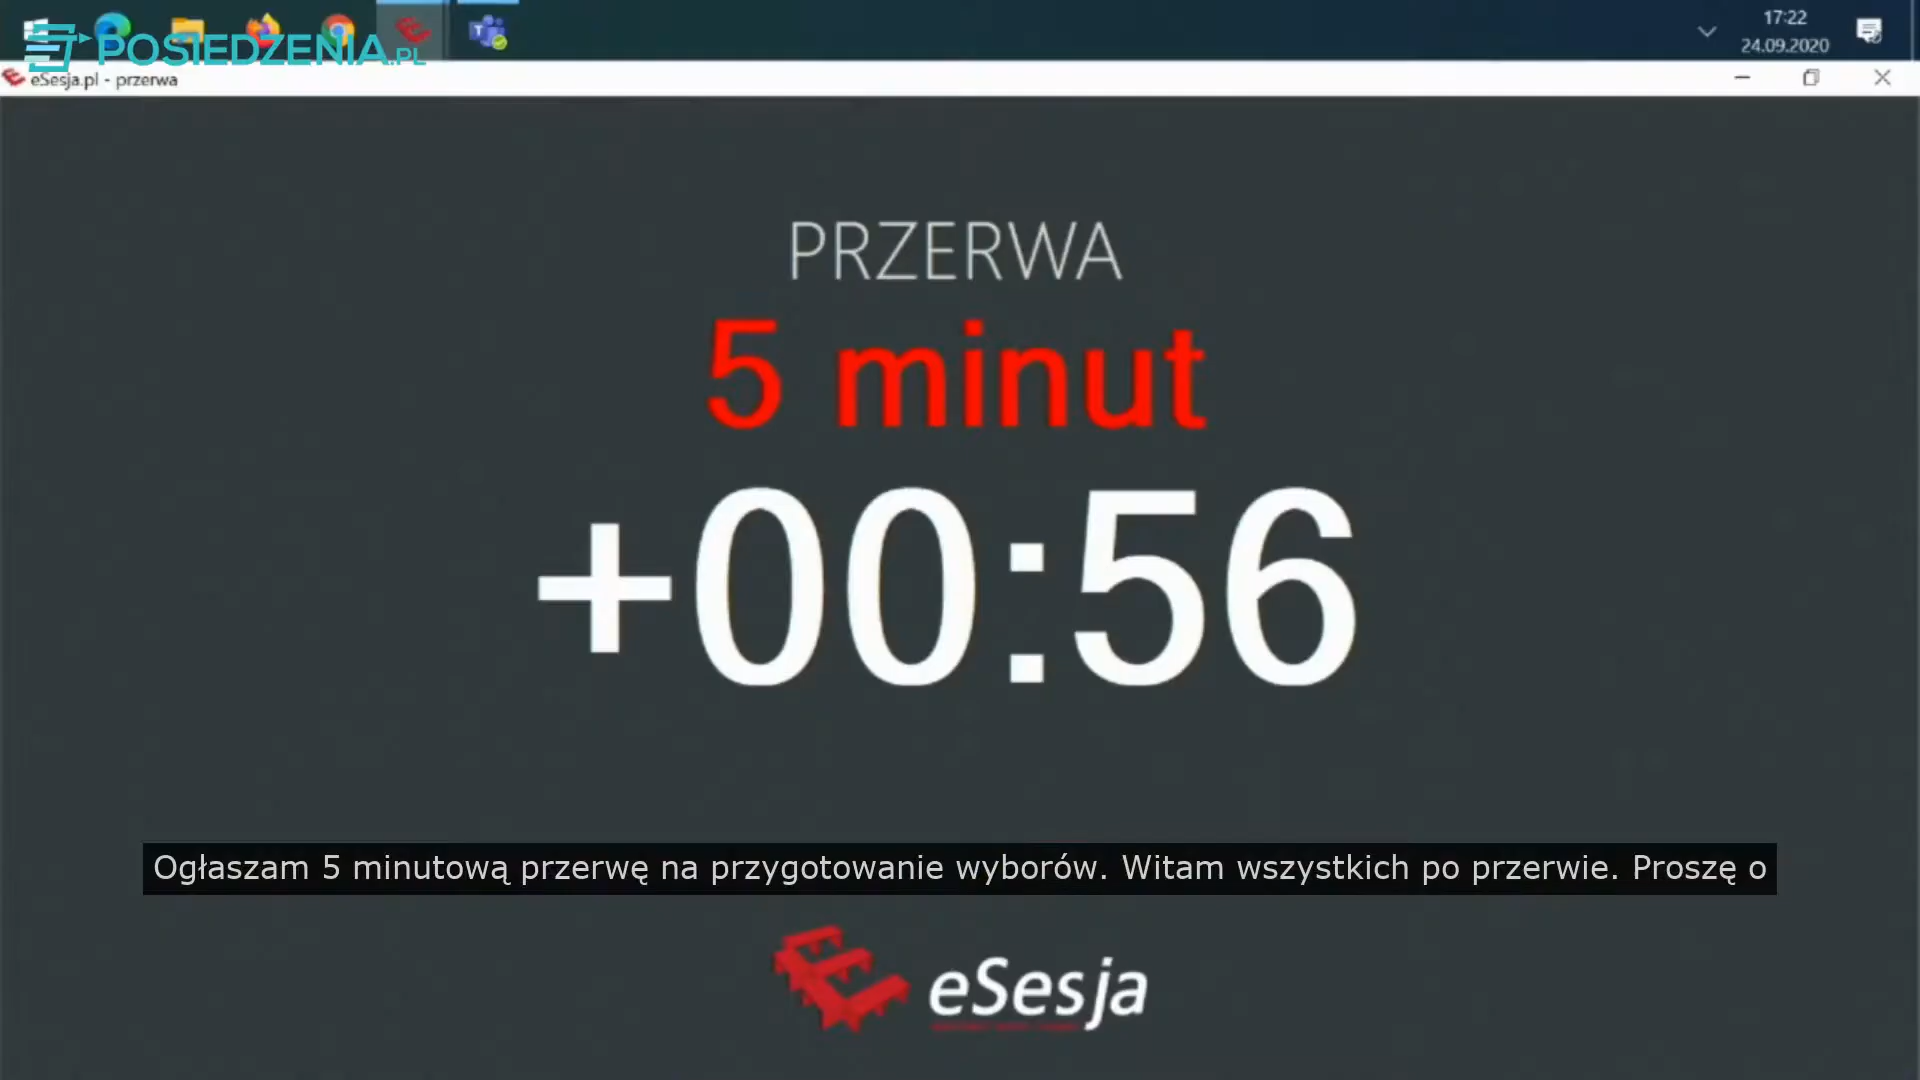 17:22
24.09.2020
POSIEDZENIA.PL
eSesja.pl - przerwa
PRZERWA
5 minut
+00:56
Ogłaszam 5 minutową przerwę na przygotowanie wyborów. Witam wszystkich po przerwie. Proszę o
eSesja